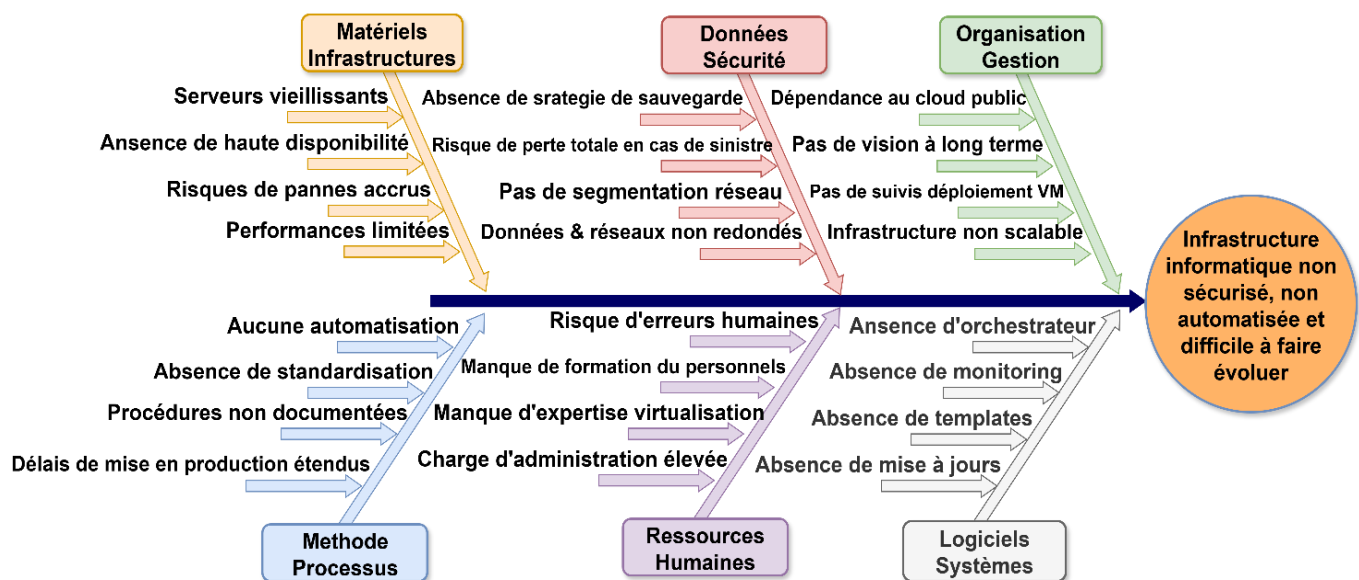 Matériels
Infrastructures
Données
Sécurité
Organisation
Gestion
Serveurs vieillissants
Ansence de haute disponibilité
Risques de pannes accrus
Performances limitées
Absence de srategie de sauvegarde
Risque de perte totale en cas de sinistre
Pas de segmentation réseau
Données & réseaux non redondés
Dépendance au cloud public
Pas de vision à long terme
Pas de suivis déploiement VM
Infrastructure non scalable
Infrastructure
informatique non
sécurisé, non
automatisée et
difficile à faire
évoluer
Aucune automatisation
Absence de standardisation
Procédures non documentées
Délais de mise en production étendus
Risque d'erreurs humaines
Manque de formation du personnels
Manque d'expertise virtualisation
Charge d'administration élevée
Ansence d'orchestrateur
Absence de monitoring
Absence de templates
Absence de mise à jours
Methode
Processus
Ressources
Humaines
Logiciels
Systèmes